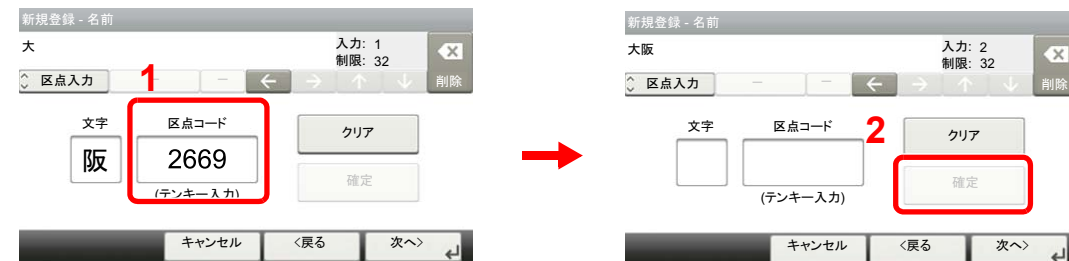 新規登録 - 名前
大
入力: 1
制限: 32
区点入力
削除
1
文字
区点コード
クリア
阪
2669
確定
(テンキー入力)
キャンセル
<戻る
次へ>
新規登録 - 名前
大阪
入力: 2
制限: 32
区点入力
削除
文字
区点コード
2
クリア
確定
(テンキー入力)
キャンセル
<戻る
次へ>